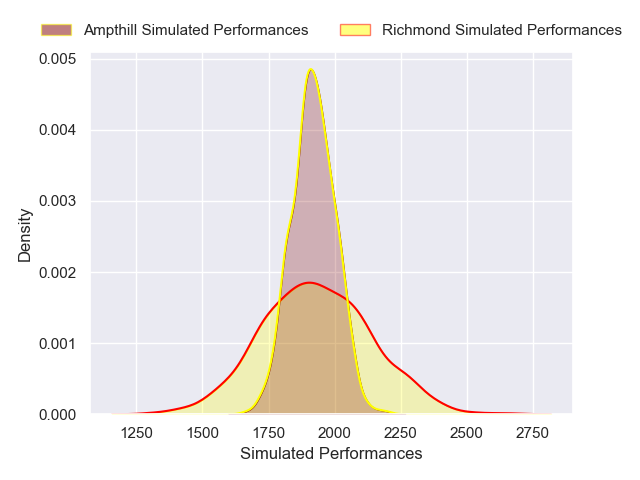 Ampthill Simulated Performances Richmond Simulated Performances
0.005
0.004
0.003
0.002
0.001
0.000
Density
1250 1500 1750 2000 2250 2500 2750
Simulated Performances